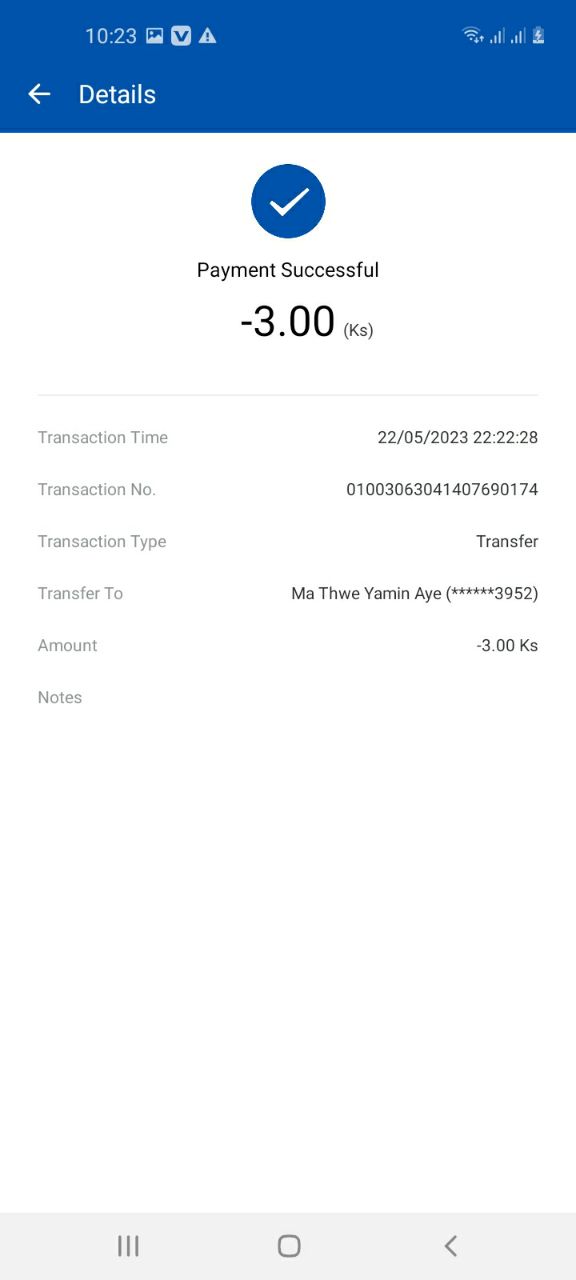 10:23
Details
Payment Successful
-3.00 (Ks)
Transaction Time 22/05/2023 22:22:28
Transaction No. 01003063041407690174
Transaction Type Transfer
Transfer To Ma Thwe Yamin Aye (******3952)
Amount -3.00 Ks
Notes